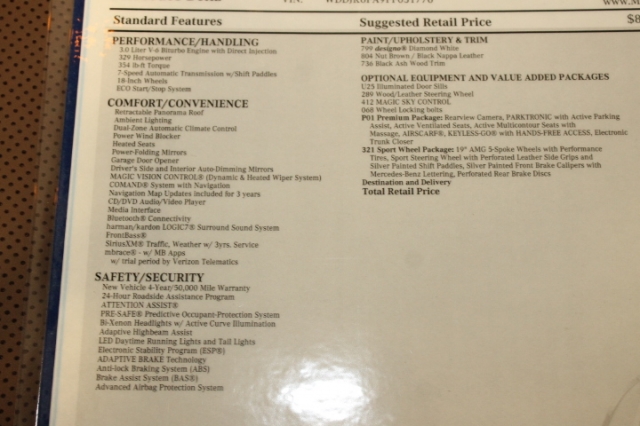 Standard Features
Suggested Retail Price
$8
PERFORMANCE/HANDLING
3.0 Liter V-6 Biturbo Engine with Direct Injection
329 Horsepower
354 lb-ft Torque
7-Speed Automatic Transmission w/Shift Paddles
18-Inch Wheels
ECO Start/Stop System
COMFORT/CONVENIENCE
Retractable Panorama Roof
Ambient Lighting
Dual-Zone Automatic Climate Control
Power Wind Blocker
Heated Seats
Power-Folding Mirrors
Garage Door Opener
Driver's Side and Interior Auto-Dimming Mirrors
MAGIC VISION CONTROL® (Dynamic & Heated Wiper System)
COMAND® System with Navigation
Navigation Map Updates included for 3 years
CD/DVD Audio/Video Player
Media Interface
Bluetooth® Connectivity
harman/kardon LOGIC7® Surround Sound System
FrontBass®
SiriusXM® Traffic, Weather w/ 3yrs. Service
mbrace® - w/ MB Apps
w/ trial period by Verizon Telematics
SAFETY/SECURITY
New Vehicle 4-Year/50,000 Mile Warranty
24-Hour Roadside Assistance Program
ATTENTION ASSIST®
PRE-SAFE® Predictive Occupant-Protection System
Bi-Xenon Headlights w/ Active Curve Illumination
Adaptive Highbeam Assist
LED Daytime Running Lights and Tail Lights
Electronic Stability Program (ESP®)
ADAPTIVE BRAKE Technology
Anti-lock Braking System (ABS)
Brake Assist System (BAS®)
Advanced Airbag Protection System
PAINT/UPHOLSTERY & TRIM
799 designo® Diamond White
804 Nut Brown / Black Nappa Leather
736 Black Ash Wood Trim
OPTIONAL EQUIPMENT AND VALUE ADDED PACKAGES
U25 Illuminated Door Sills
289 Wood/Leather Steering Wheel
412 MAGIC SKY CONTROL
068 Wheel Locking bolts
P01 Premium Package: Rearview Camera, PARKTRONIC with Active Parking
Assist, Active Ventilated Seats, Active Multicontour Seats with
Massage, AIRSCARF®, KEYLESS-GO® with HANDS-FREE ACCESS, Electronic
Trunk Closer
321 Sport Wheel Package: 19" AMG 5-Spoke Wheels with Performance
Tires, Sport Steering Wheel with Perforated Leather Side Grips and
Silver Painted Shift Paddles, Silver Painted Front Brake Calipers with
Mercedes-Benz Lettering, Perforated Rear Brake Discs
Destination and Delivery
Total Retail Price